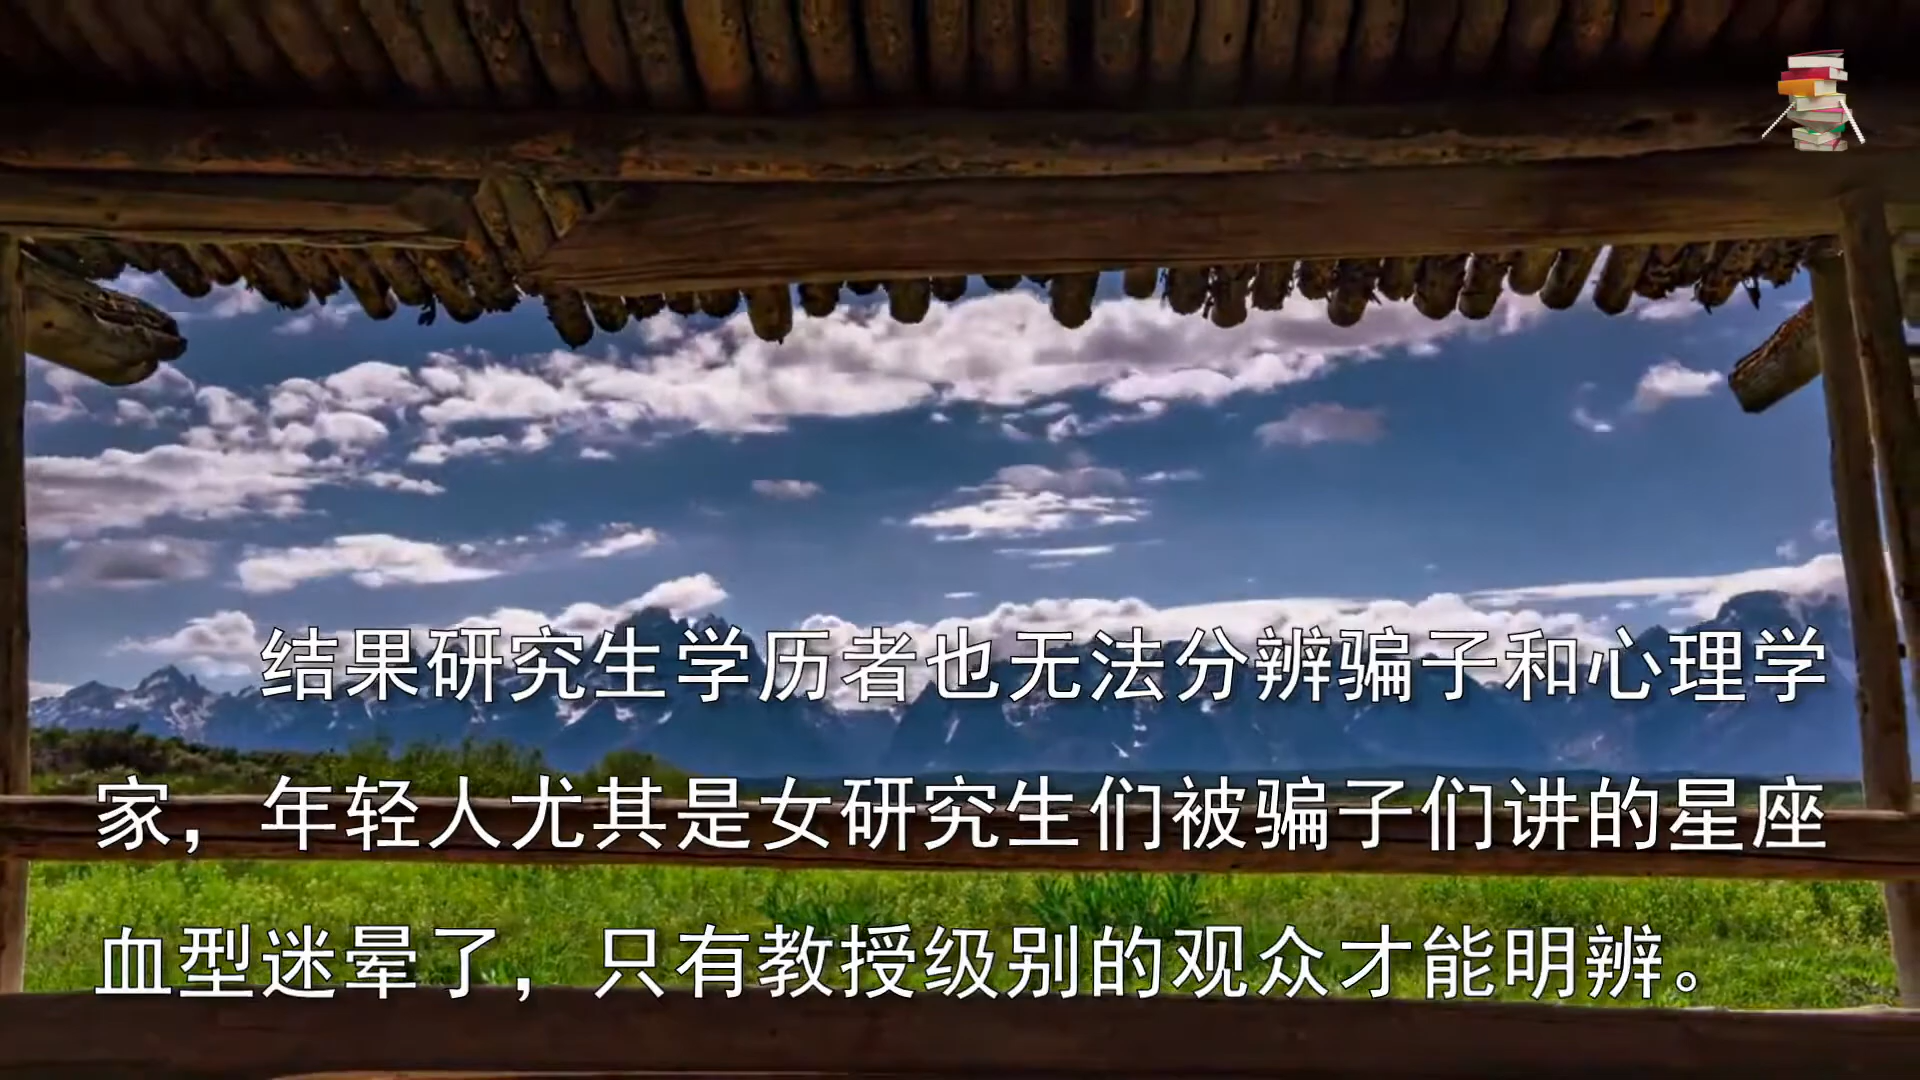 结果研究生学历者也无法分辨骗子和心理学
家，年轻人尤其是女研究生们被骗子们讲的星座
血型迷晕了，只有教授级别的观众才能明辨。